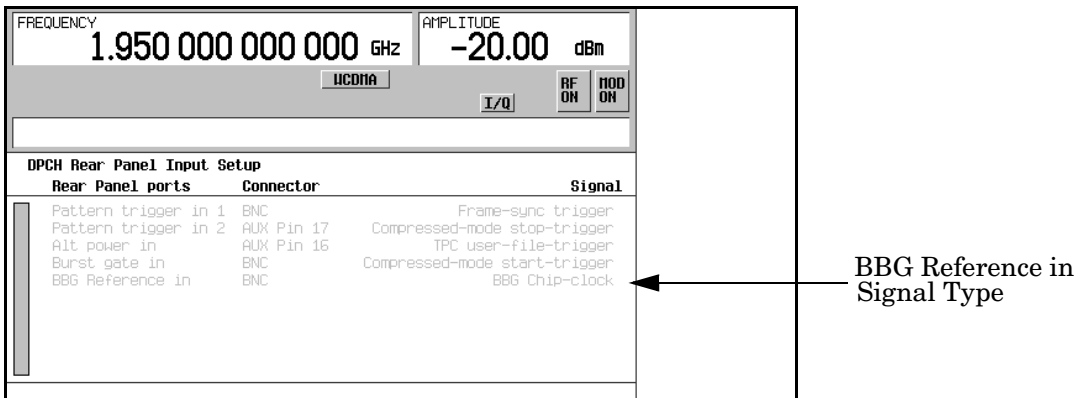 FREQUENCY
1.950 000 000 000 GHz
AMPLITUDE
-20.00 dBm
WCDMA
I/Q
RF ON
MOD ON
DPCH Rear Panel Input Setup
Rear Panel ports Connector Signal
Pattern trigger in 1 BNC Frame-sync trigger
Pattern trigger in 2 AUX Pin 17 Compressed-mode stop-trigger
Alt power in AUX Pin 16 TPC user-file-trigger
Burst gate in BNC Compressed-mode start-trigger
BBG Reference in BNC BBG Chip-clock
BBG Reference in
Signal Type